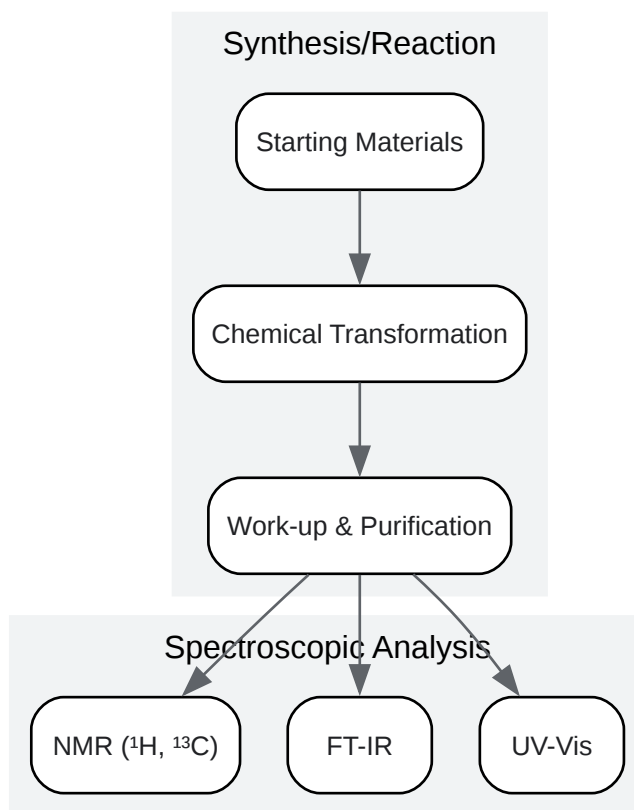 Synthesis/Reaction
Starting Materials
Chemical Transformation
Work-up & Purification
Spectroscopic Analysis
NMR (¹H, ¹³C)
FT-IR
UV-Vis